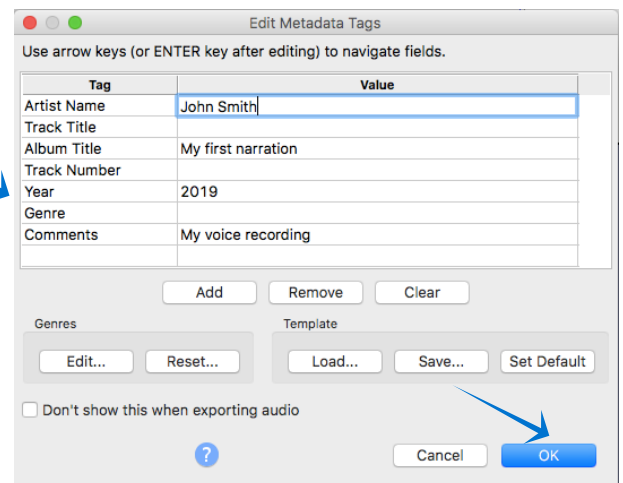 Edit Metadata Tags
Use arrow keys (or ENTER key after editing) to navigate fields.
Tag Value
Artist Name John Smith
Track Title
Album Title My first narration
Track Number
Year 2019
Genre
Comments My voice recording
Add Remove Clear
Genres Template
Edit... Reset... Load... Save... Set Default
Don't show this when exporting audio
? Cancel OK